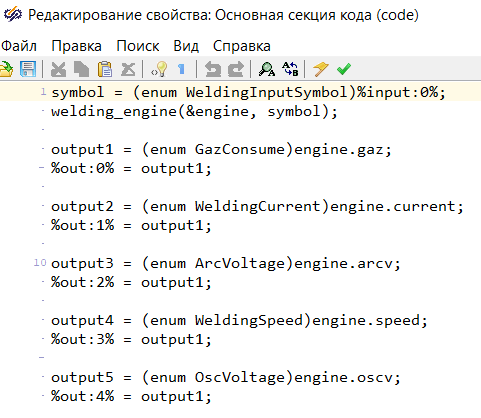 Редактирование свойства: Основная секция кода (code)
Файл Правка Поиск Вид Справка
1 symbol = (enum WeldingInputSymbol)%input:0%;
welding_engine(&engine, symbol);
output1 = (enum GazConsume)engine.gaz;
%out:0% = output1;
output2 = (enum WeldingCurrent)engine.current;
%out:1% = output1;
10 output3 = (enum ArcVoltage)engine.arcv;
%out:2% = output1;
output4 = (enum WeldingSpeed)engine.speed;
%out:3% = output1;
output5 = (enum OscVoltage)engine.oscv;
%out:4% = output1;